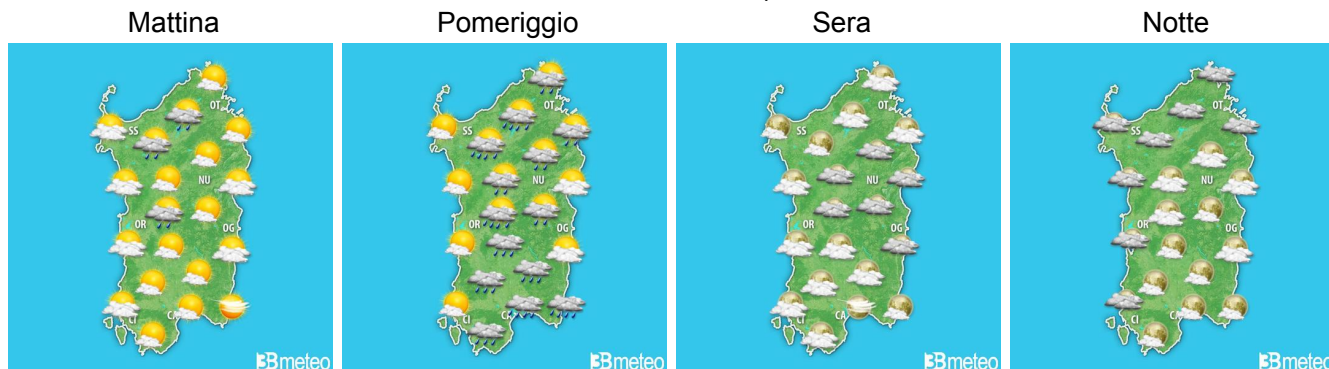 Mattina
Pomeriggio
Sera
Notte
OT
SS
NU
OR
OG
CI
CA
3Bmeteo
OT
SS
NU
OR
OG
CI
CA
3Bmeteo
OT
SS
NU
OR
OG
CI
CA
3Bmeteo
OT
SS
NU
OR
OG
CI
CA
3Bmeteo